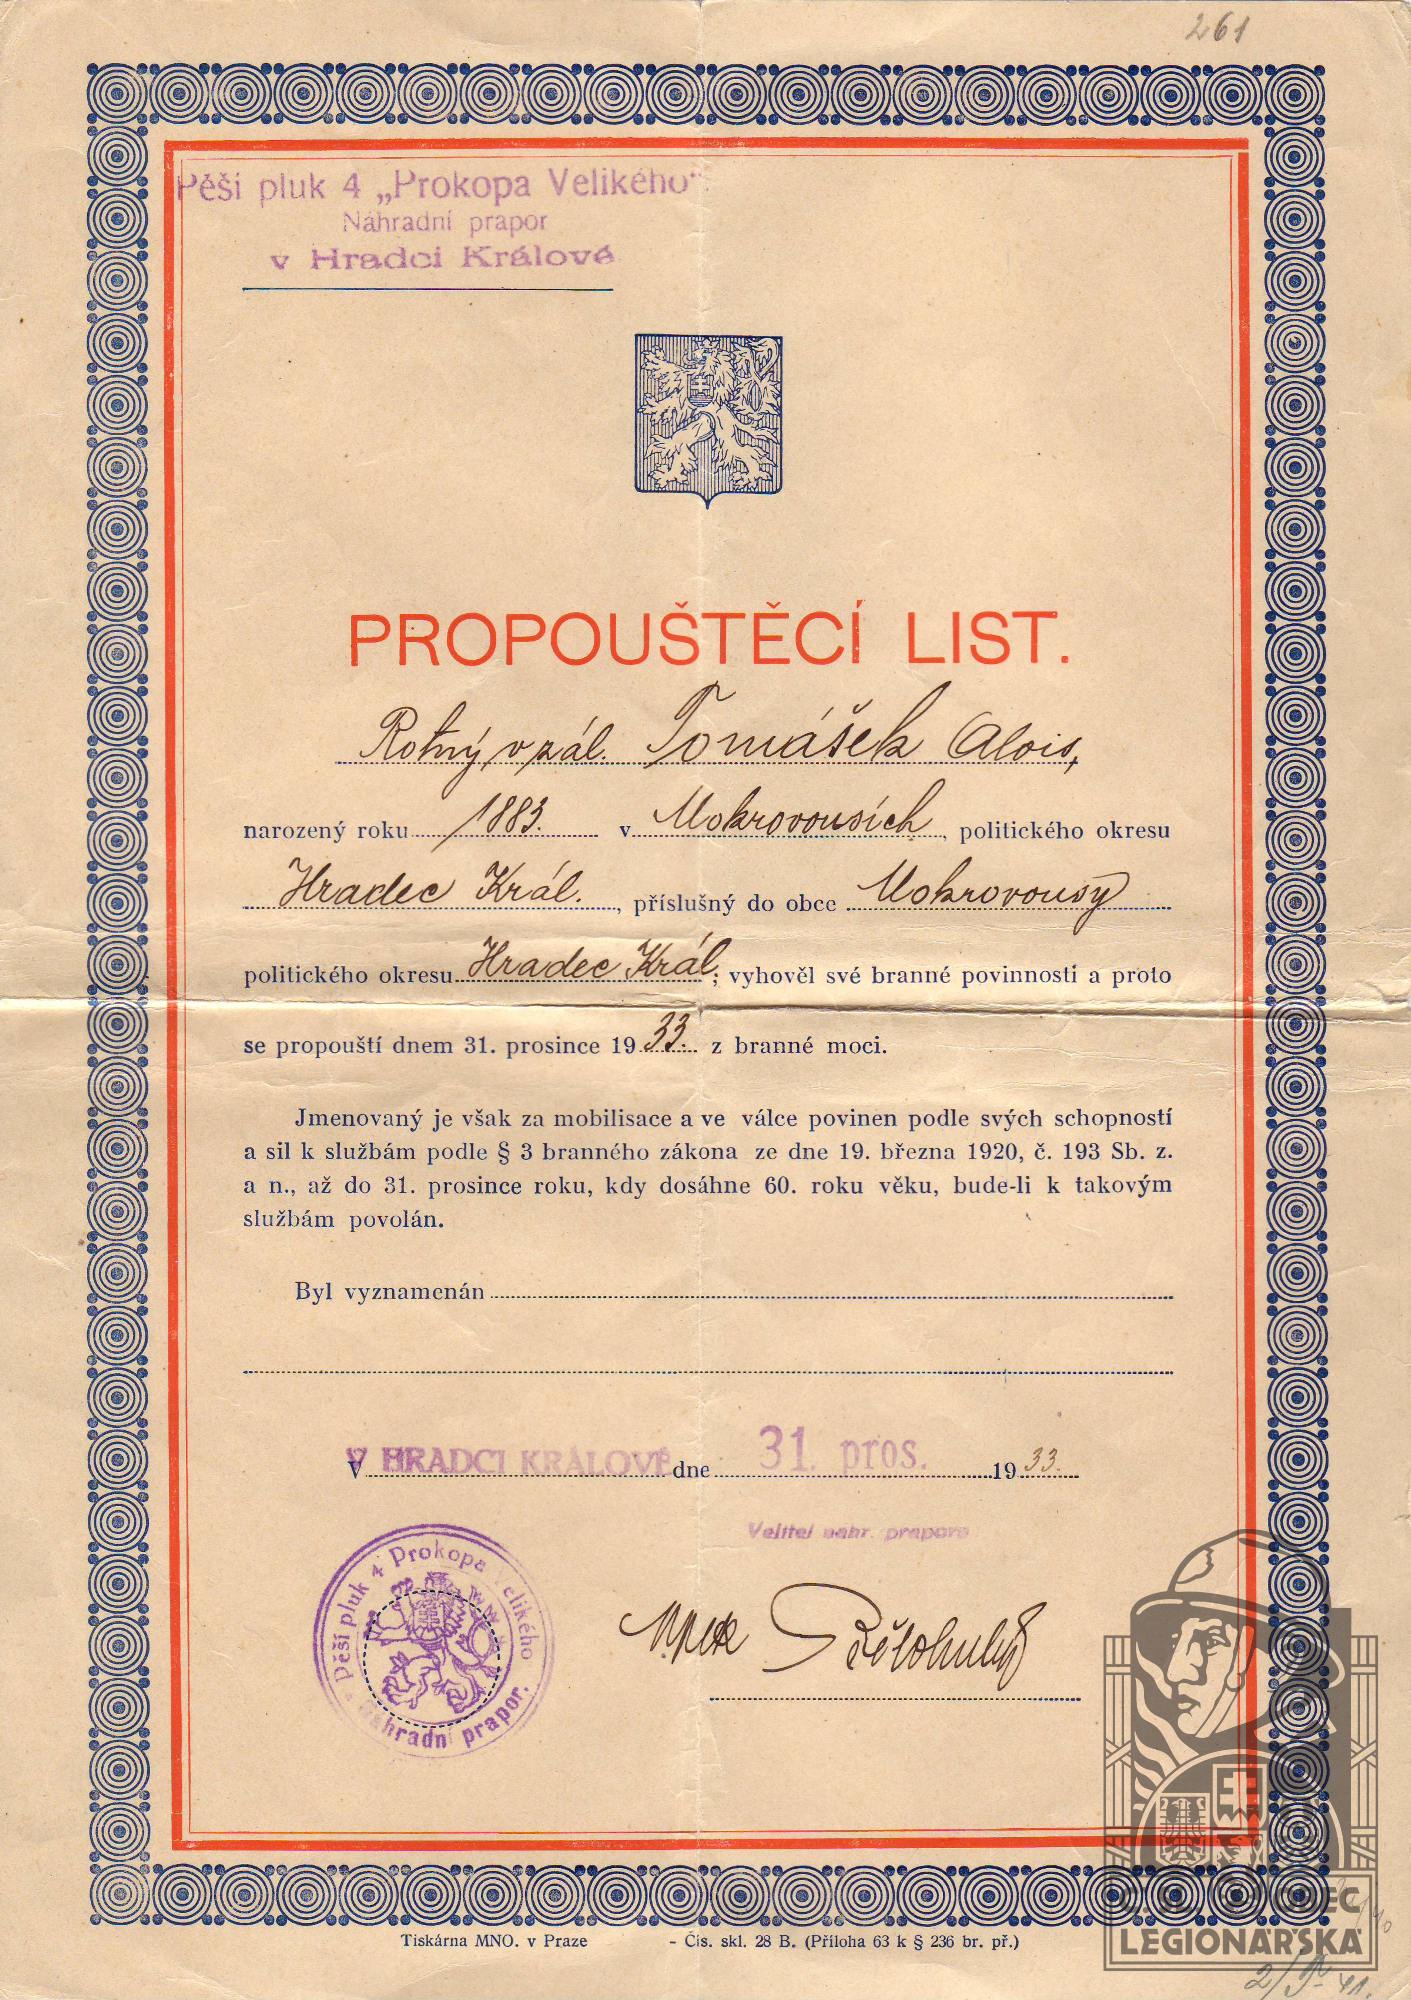 261
Pěší pluk 4 „Prokopa Velikého“
Náhradní prapor
v Hradci Králové
PROPOUŠTĚCÍ LIST.
Rotný v zál. Tomášek Alois,
narozený roku 1883. v Mokrovousích, politického okresu
Hradec Král., příslušný do obce Mokrovousy
politického okresu Hradec Král., vyhověl své branné povinnosti a proto
se propouští dnem 31. prosince 1933. z branné moci.
Jmenovaný je však za mobilisace a ve válce povinen podle svých schopností
a sil k službám podle § 3 branného zákona ze dne 19. března 1920, č. 193 Sb. z.
a n., až do 31. prosince roku, kdy dosáhne 60. roku věku, bude-li k takovým
službám povolán.
Byl vyznamenán
V HRADCI KRÁLOVÉ dne 31. pros. 1933.
Velitel nahr. praporu
Pěší pluk 4 Prokopa Velikého
náhradní prapor.
Č.S. OBEC
LEGIONÁŘSKÁ
Tiskárna MNO. v Praze - Čís. skl. 28 B. (Příloha 63 k § 236 br. př.)